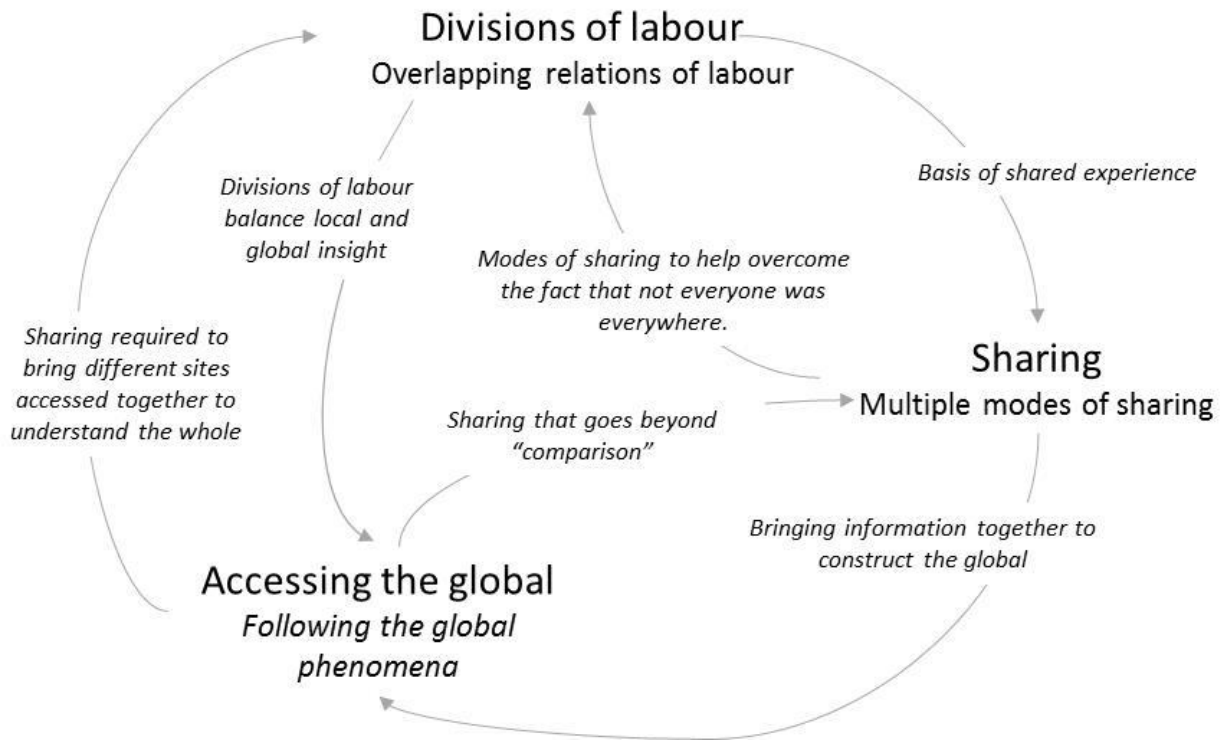 Divisions of labour
Overlapping relations of labour
Divisions of labour
balance local and
global insight
Basis of shared experience
Modes of sharing to help overcome
the fact that not everyone was
everywhere.
Sharing required to
bring different sites
accessed together to
understand the whole
Sharing
Multiple modes of sharing
Sharing that goes beyond
“comparison”
Bringing information together to
construct the global
Accessing the global
Following the global
phenomena